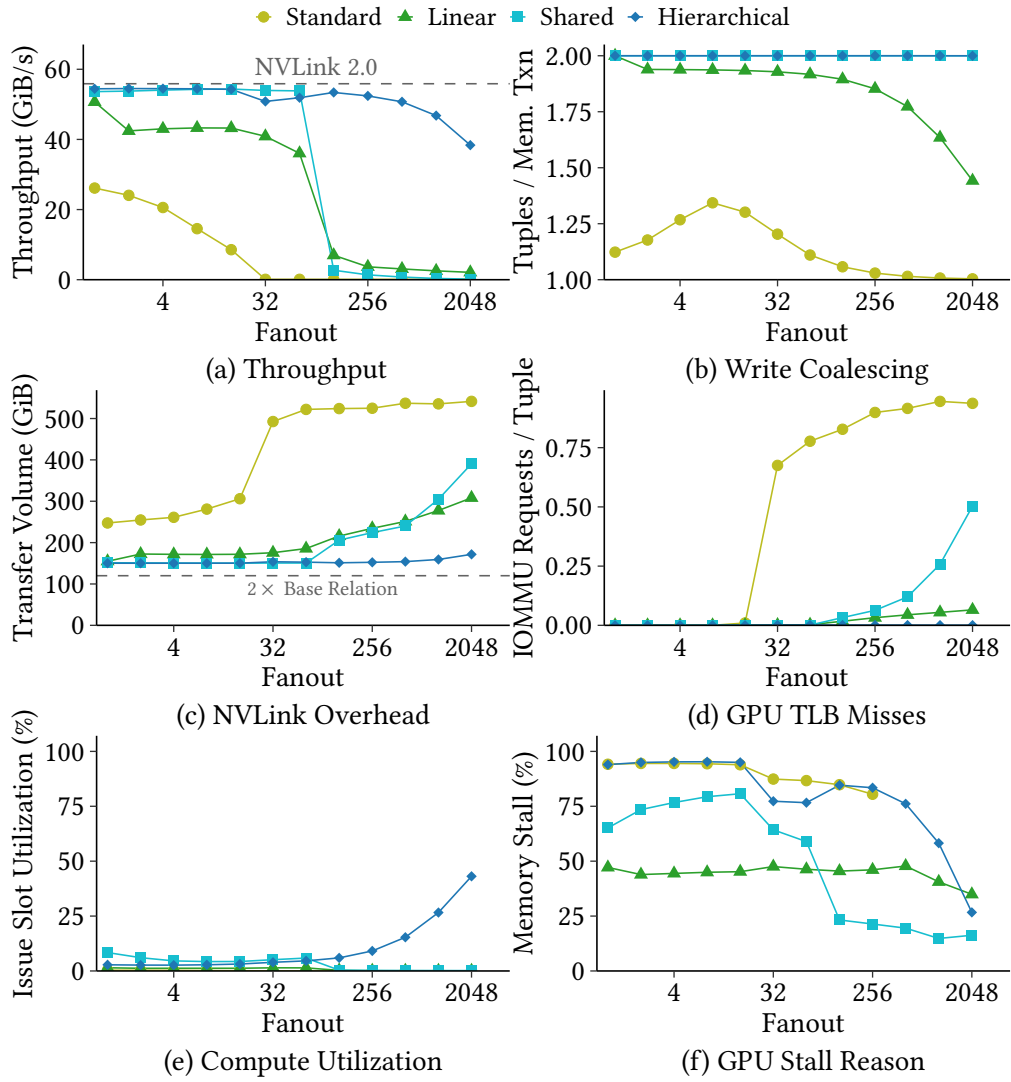 Standard Linear Shared Hierarchical
Throughput (GiB/s)
60
40
20
0
NVLink 2.0
4 32 256 2048
Fanout
(a) Throughput
Tuples / Mem. Txn
2.00
1.75
1.50
1.25
1.00
4 32 256 2048
Fanout
(b) Write Coalescing
Transfer Volume (GiB)
500
400
300
200
100
0
2 × Base Relation
4 32 256 2048
Fanout
(c) NVLink Overhead
IOMMU Requests / Tuple
0.75
0.50
0.25
0.00
4 32 256 2048
Fanout
(d) GPU TLB Misses
Issue Slot Utilization (%)
100
75
50
25
0
4 32 256 2048
Fanout
(e) Compute Utilization
Memory Stall (%)
100
75
50
25
0
4 32 256 2048
Fanout
(f) GPU Stall Reason